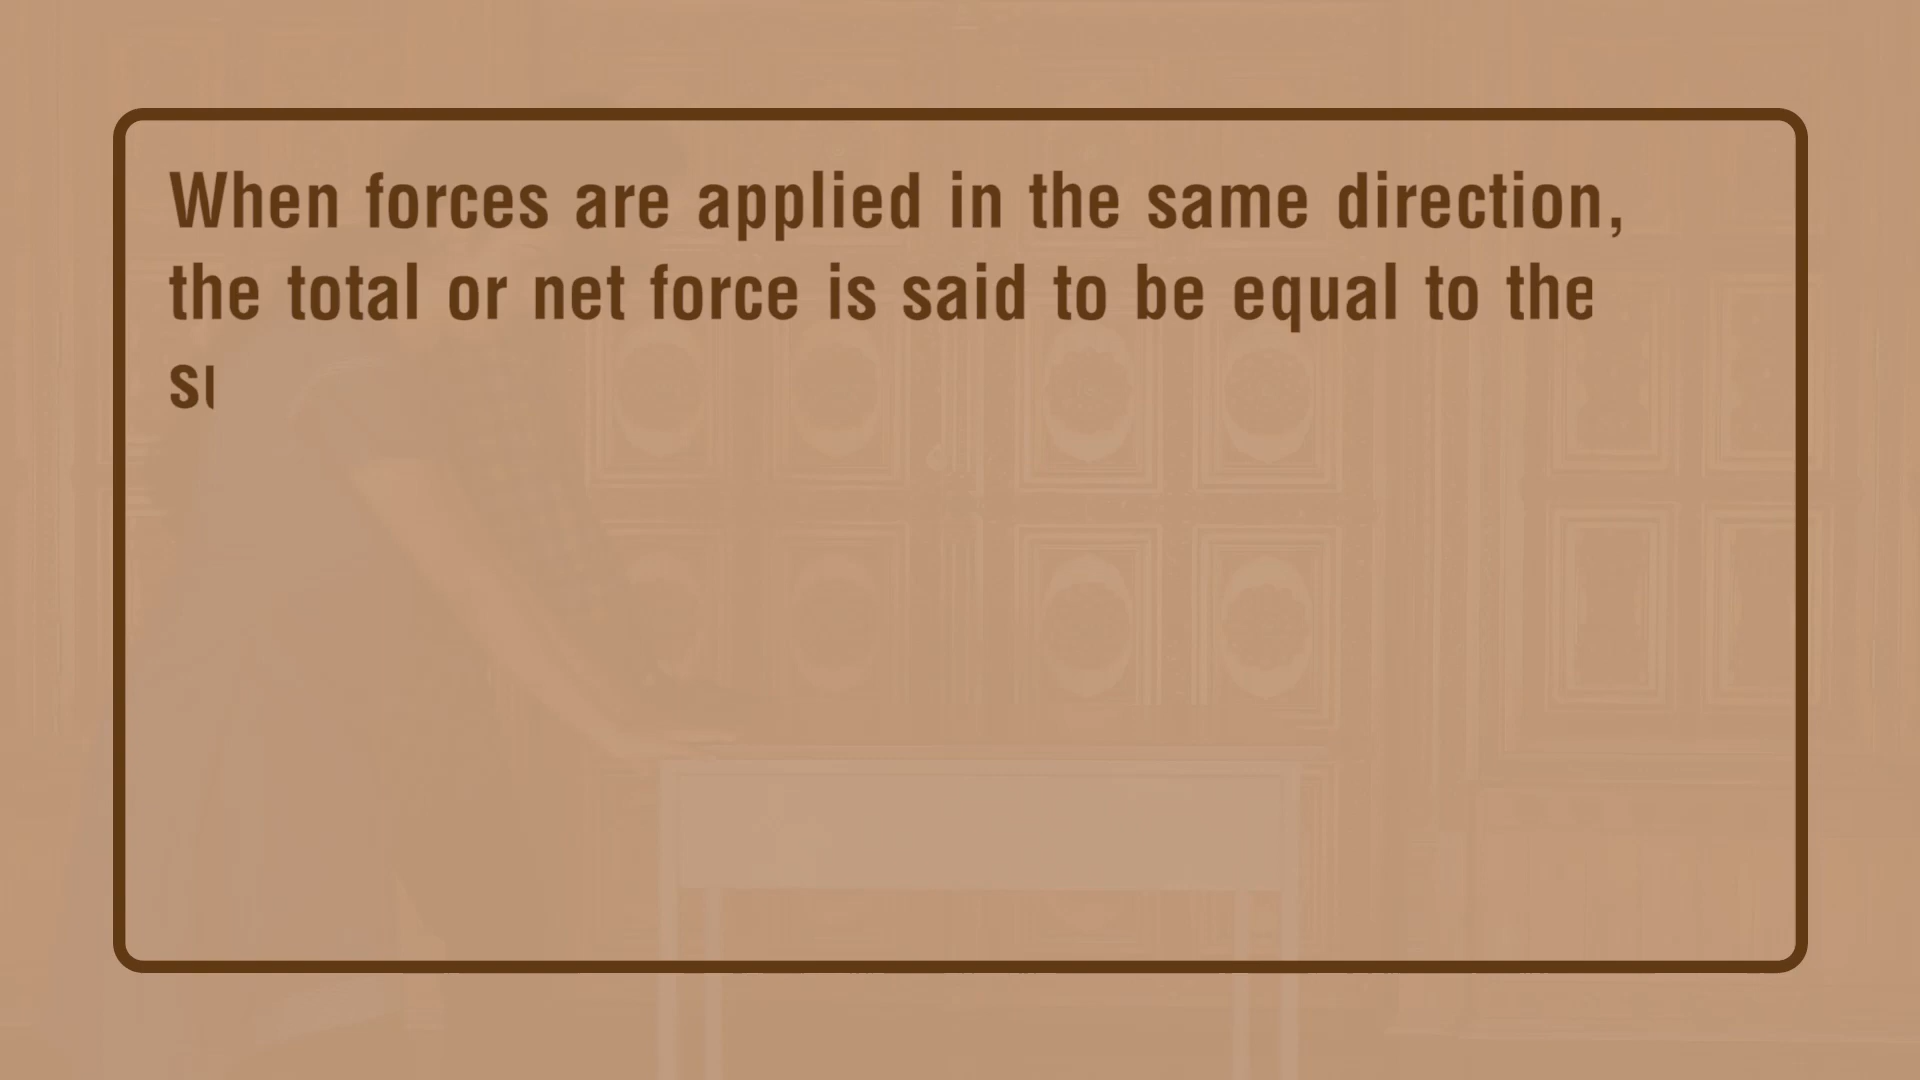 When forces are applied in the same direction,
the total or net force is said to be equal to the